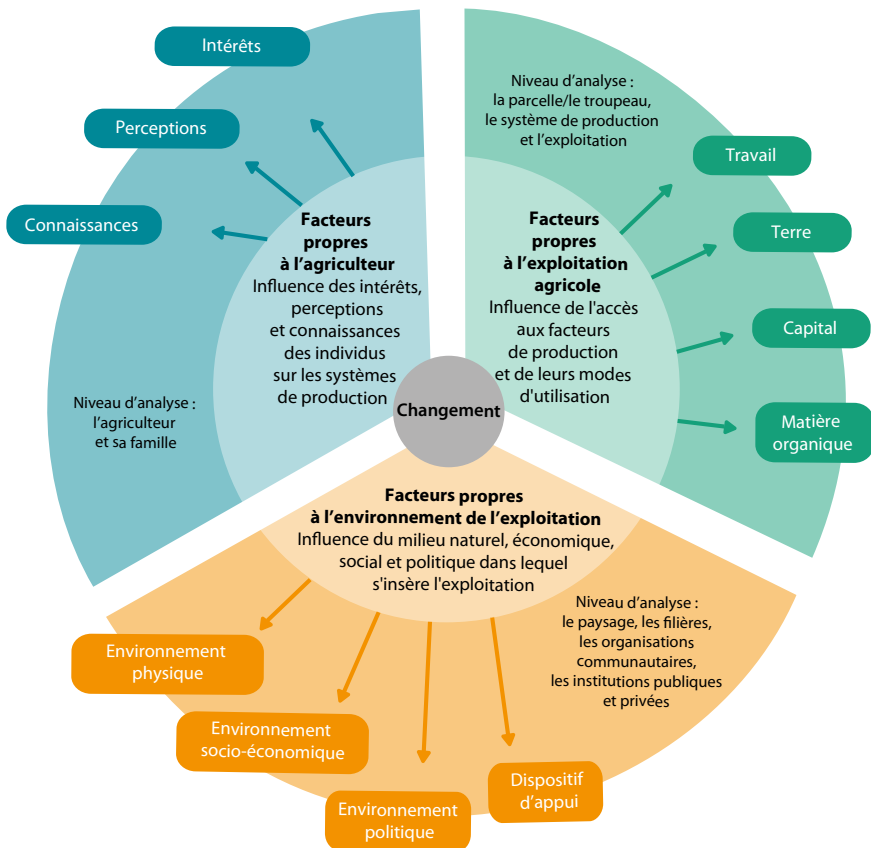 Intérêts
Perceptions
Connaissances
Facteurs
propres
à l’agriculteur
Influence des intérêts,
perceptions
et connaissances
des individus
sur les systèmes
de production
Niveau d’analyse :
l’agriculteur
et sa famille
Niveau d’analyse :
la parcelle/le troupeau,
le système de production
et l’exploitation
Travail
Terre
Capital
Matière
organique
Facteurs
propres
à l’exploitation
agricole
Influence de l'accès
aux facteurs
de production
et de leurs modes
d'utilisation
Changement
Facteurs propres
à l’environnement de l’exploitation
Influence du milieu naturel, économique,
social et politique dans lequel
s'insère l'exploitation
Niveau d’analyse :
le paysage, les filières,
les organisations
communautaires,
les institutions publiques
et privées
Environnement
physique
Environnement
socio-économique
Environnement
politique
Dispositif
d’appui